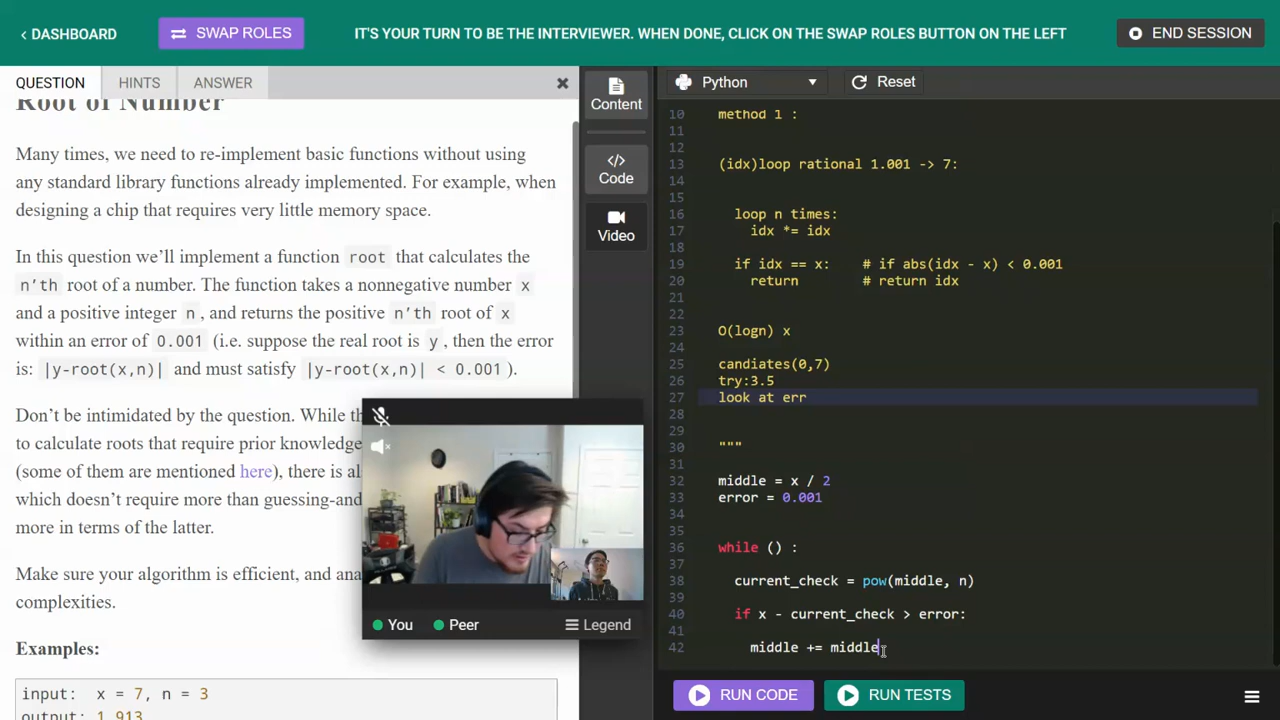 < DASHBOARD
SWAP ROLES
IT'S YOUR TURN TO BE THE INTERVIEWER. WHEN DONE, CLICK ON THE SWAP ROLES BUTTON ON THE LEFT
END SESSION
QUESTION
HINTS
ANSWER
Root of Number
Many times, we need to re-implement basic functions without using
any standard library functions already implemented. For example, when
designing a chip that requires very little memory space.
In this question we'll implement a function root that calculates the
n'th root of a number. The function takes a nonnegative number x
and a positive integer n, and returns the positive n'th root of x
within an error of 0.001 (i.e. suppose the real root is y, then the error
is: |y-root(x,n)| and must satisfy |y-root(x,n)| < 0.001).
Don't be intimidated by the question. While th
to calculate roots that require prior knowledge
(some of them are mentioned here), there is al
which doesn't require more than guessing-and
more in terms of the latter.
Make sure your algorithm is efficient, and ana
complexities.
Examples:
input: x = 7, n = 3
output: 1.913
Content
Code
Video
You
Peer
Legend
Python
Reset
10 method 1 :
11
12
13 (idx)loop rational 1.001 -> 7:
14
15
16 loop n times:
17 idx *= idx
18
19 if idx == x: # if abs(idx - x) < 0.001
20 return # return idx
21
22
23 O(logn) x
24
25 candiates(0,7)
26 try:3.5
27 look at err
28
29
30 """
31
32 middle = x / 2
33 error = 0.001
34
35
36 while () :
37
38 current_check = pow(middle, n)
39
40 if x - current_check > error:
41
42 middle += middle
RUN CODE
RUN TESTS